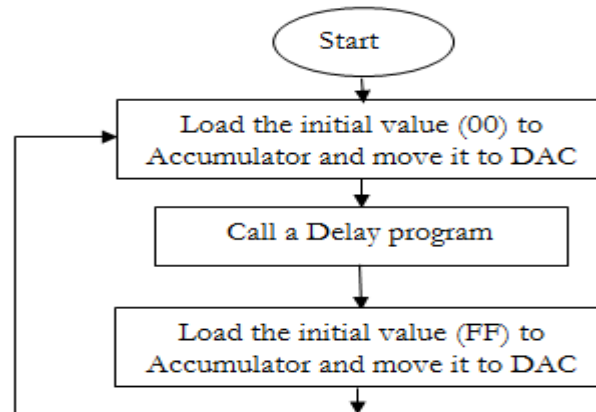 Start
Load the initial value (00) to
Accumulator and move it to DAC
Call a Delay program
Load the initial value (FF) to
Accumulator and move it to DAC